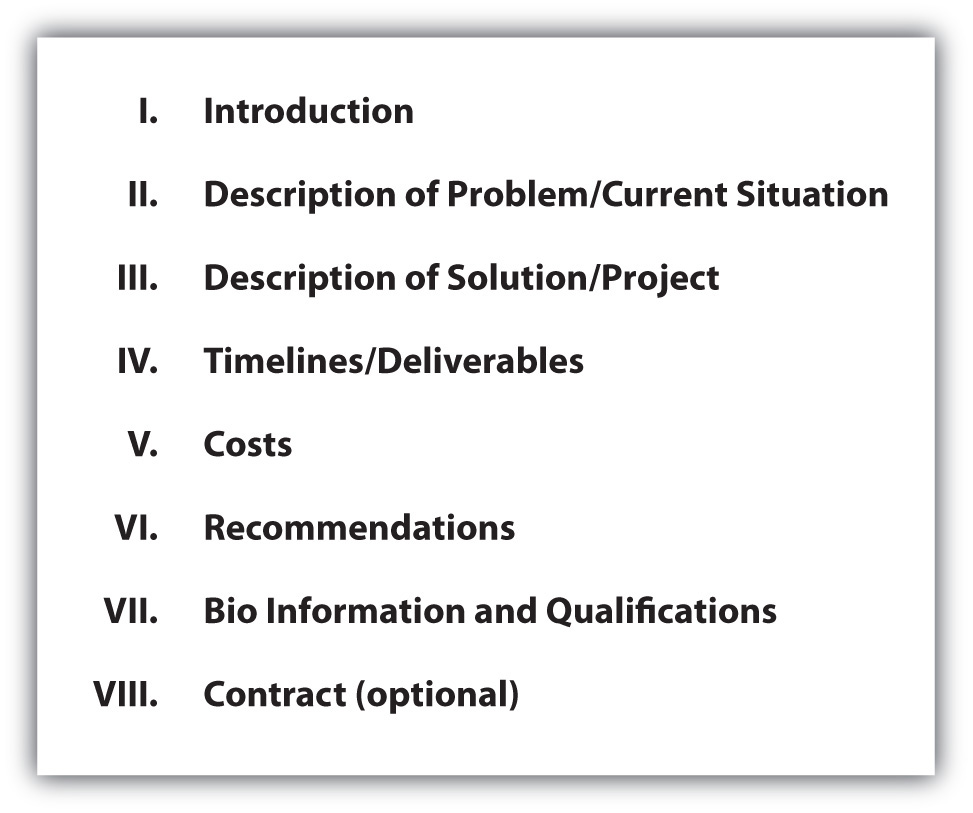 I. Introduction
II. Description of Problem/Current Situation
III. Description of Solution/Project
IV. Timelines/Deliverables
V. Costs
VI. Recommendations
VII. Bio Information and Qualifications
VIII. Contract (optional)